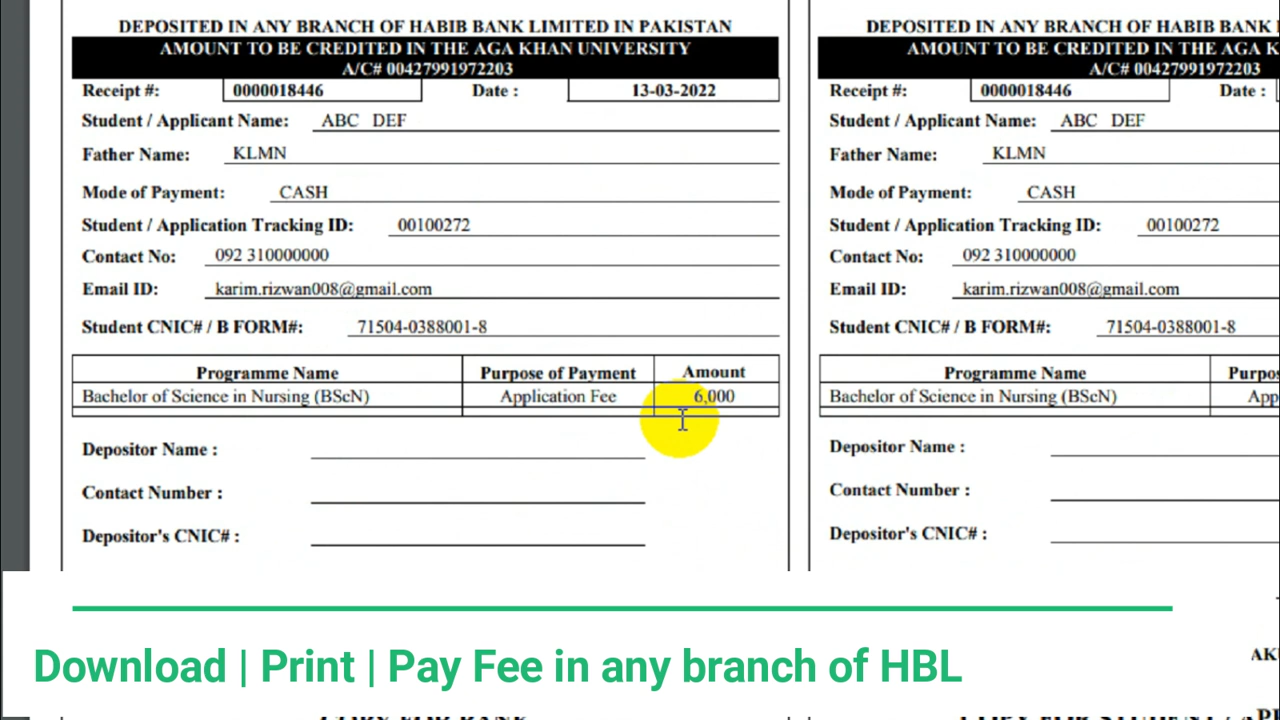 DEPOSITED IN ANY BRANCH OF HABIB BANK LIMITED IN PAKISTAN
AMOUNT TO BE CREDITED IN THE AGA KHAN UNIVERSITY
A/C# 00427991972203
Receipt #: 0000018446 Date : 13-03-2022
Student / Applicant Name: ABC DEF
Father Name: KLMN
Mode of Payment: CASH
Student / Application Tracking ID: 00100272
Contact No: 092 310000000
Email ID: karim.rizwan008@gmail.com
Student CNIC# / B FORM#: 71504-0388001-8
Programme Name Purpose of Payment Amount
Bachelor of Science in Nursing (BScN) Application Fee 6,000
Depositor Name :
Contact Number :
Depositor's CNIC# :
DEPOSITED IN ANY BRANCH OF HABIB BANK
AMOUNT TO BE CREDITED IN THE AGA K
A/C# 00427991972203
Receipt #: 0000018446 Date :
Student / Applicant Name: ABC DEF
Father Name: KLMN
Mode of Payment: CASH
Student / Application Tracking ID: 00100272
Contact No: 092 310000000
Email ID: karim.rizwan008@gmail.com
Student CNIC# / B FORM#: 71504-0388001-8
Programme Name Purpos
Bachelor of Science in Nursing (BScN) App
Depositor Name :
Contact Number :
Depositor's CNIC# :
Download | Print | Pay Fee in any branch of HBL